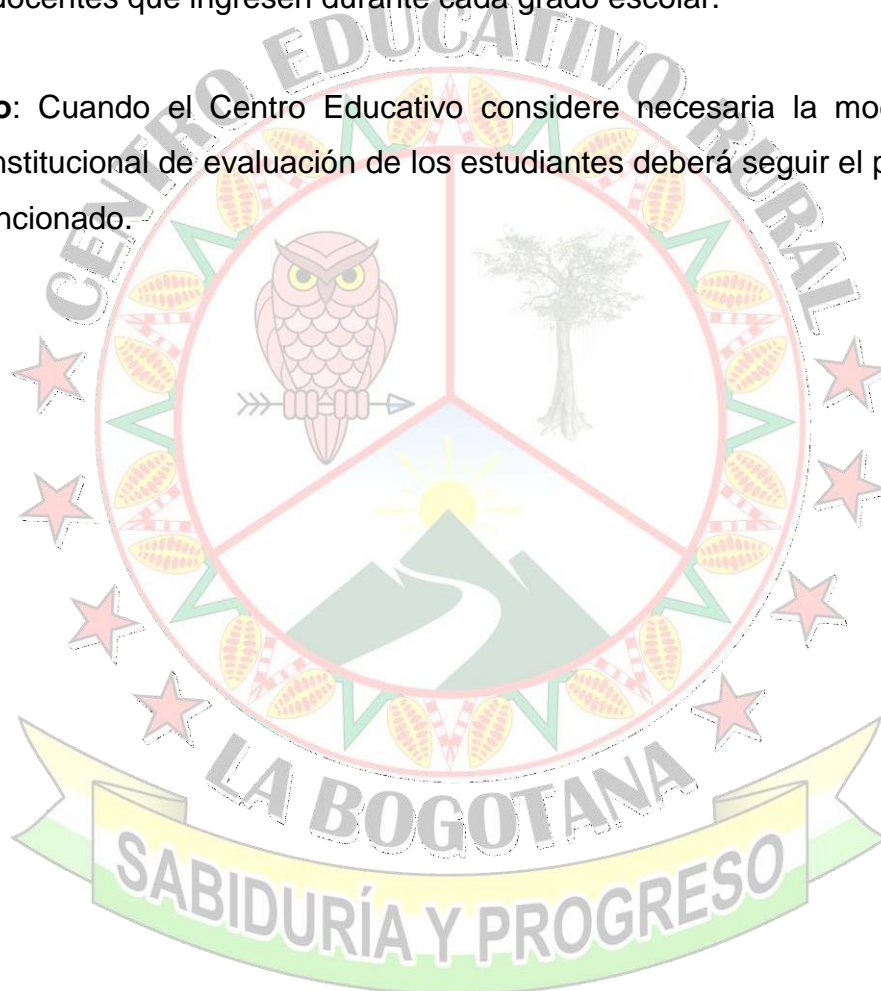 docentes que ingresen durante cada grado escolar.
o: Cuando el Centro Educativo considere necesaria la mo
nstitucional de evaluación de los estudiantes deberá seguir el p
ncionado.
CENTRO EDUCATIVO RURAL
LA BOGOTANA
SABIDURÍA Y PROGRESO